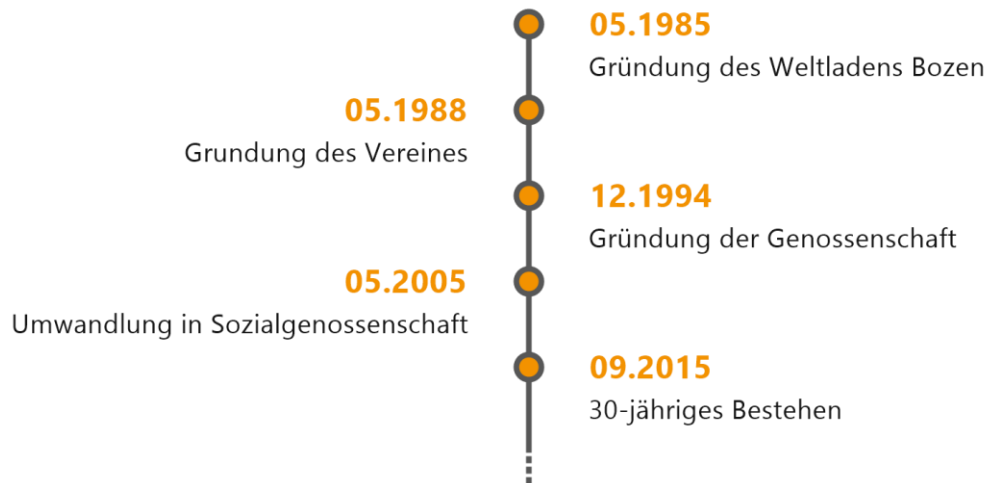 05.1985
Gründung des Weltladens Bozen
05.1988
Grundung des Vereines
12.1994
Gründung der Genossenschaft
05.2005
Umwandlung in Sozialgenossenschaft
09.2015
30-jähriges Bestehen